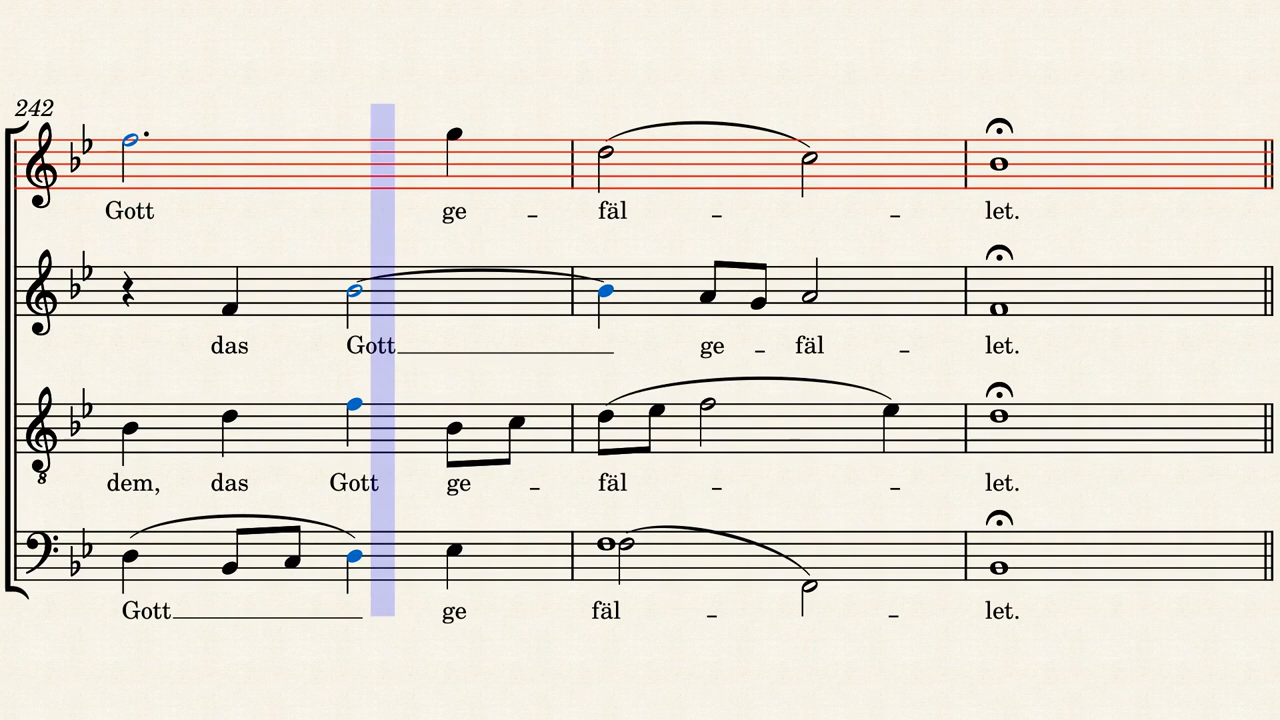 242
Gott ge - fäl - - let.
das Gott ge - fäl - let.
8
dem, das Gott ge - fäl - - let.
Gott ge fäl - - let.